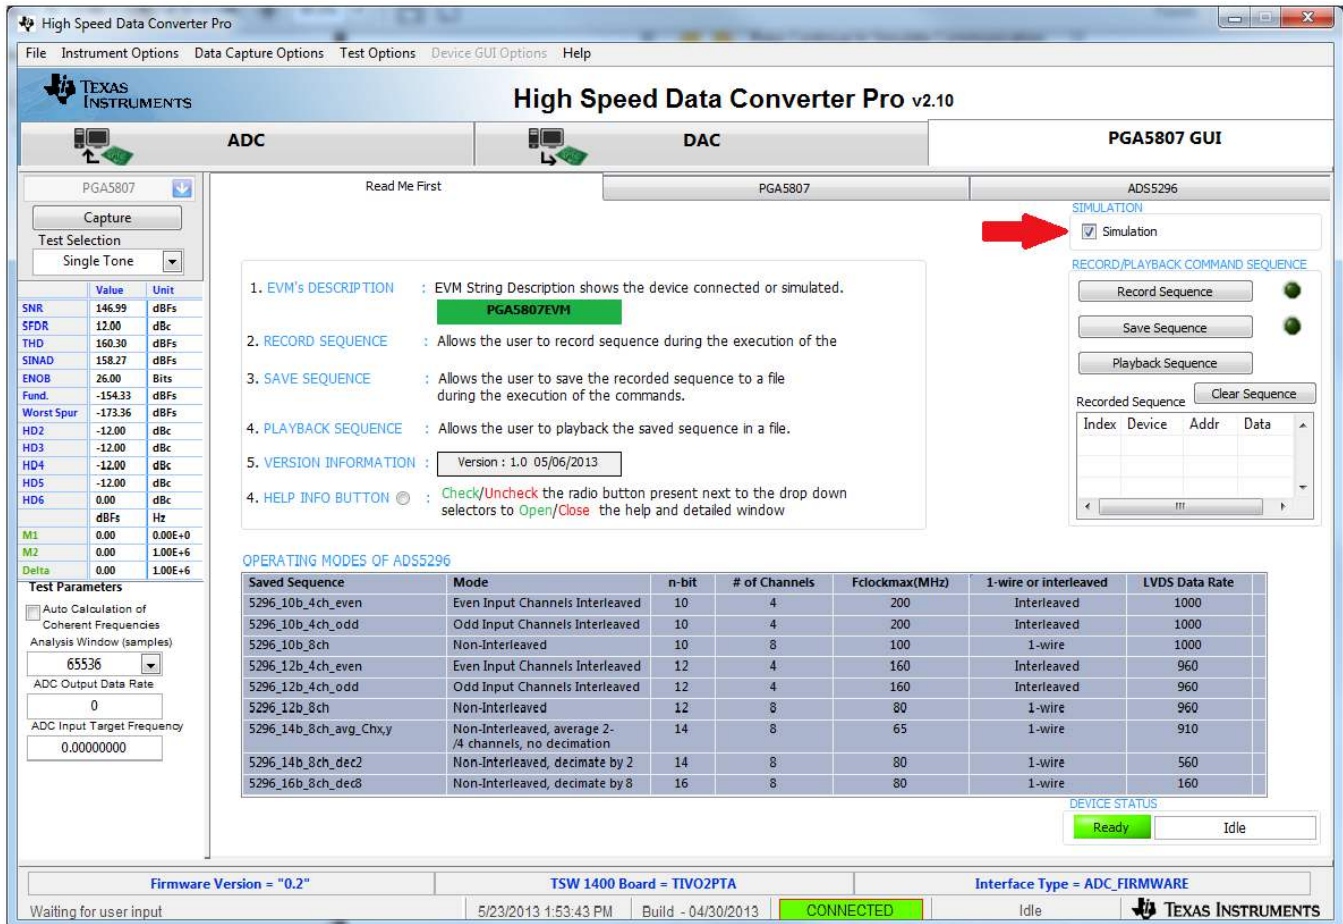 High Speed Data Converter Pro
File Instrument Options Data Capture Options Test Options Device GUI Options Help
TEXAS INSTRUMENTS
High Speed Data Converter Pro v2.10
ADC
DAC
PGA5807 GUI
PGA5807
Capture
Test Selection
Single Tone
Value Unit
SNR 146.99 dBFs
SFDR 12.00 dBc
THD 160.30 dBFs
SINAD 158.27 dBFs
ENOB 26.00 Bits
Fund. -154.33 dBFs
Worst Spur -173.36 dBFs
HD2 -12.00 dBc
HD3 -12.00 dBc
HD4 -12.00 dBc
HD5 -12.00 dBc
HD6 0.00 dBc
dBFs Hz
M1 0.00 0.00E+0
M2 0.00 1.00E+6
Delta 0.00 1.00E+6
Test Parameters
Auto Calculation of
Coherent Frequencies
Analysis Window (samples)
65536
ADC Output Data Rate
0
ADC Input Target Frequency
0.00000000
Read Me First
PGA5807
ADS5296
SIMULATION
Simulation
1. EVM's DESCRIPTION : EVM String Description shows the device connected or simulated.
PGA5807EVM
2. RECORD SEQUENCE : Allows the user to record sequence during the execution of the
3. SAVE SEQUENCE : Allows the user to save the recorded sequence to a file
during the execution of the commands.
4. PLAYBACK SEQUENCE : Allows the user to playback the saved sequence in a file.
5. VERSION INFORMATION : Version : 1.0 05/06/2013
4. HELP INFO BUTTON : Check/Uncheck the radio button present next to the drop down
selectors to Open/Close the help and detailed window
RECORD/PLAYBACK COMMAND SEQUENCE
Record Sequence
Save Sequence
Playback Sequence
Recorded Sequence Clear Sequence
Index Device Addr Data
OPERATING MODES OF ADS5296
Saved Sequence Mode n-bit # of Channels Fclockmax(MHz) 1-wire or interleaved LVDS Data Rate
5296_10b_4ch_even Even Input Channels Interleaved 10 4 200 Interleaved 1000
5296_10b_4ch_odd Odd Input Channels Interleaved 10 4 200 Interleaved 1000
5296_10b_8ch Non-Interleaved 10 8 100 1-wire 1000
5296_12b_4ch_even Even Input Channels Interleaved 12 4 160 Interleaved 960
5296_12b_4ch_odd Odd Input Channels Interleaved 12 4 160 Interleaved 960
5296_12b_8ch Non-Interleaved 12 8 80 1-wire 960
5296_14b_8ch_avg_Chx,y Non-Interleaved, average 2- 14 8 65 1-wire 910
/4 channels, no decimation
5296_14b_8ch_dec2 Non-Interleaved, decimate by 2 14 8 80 1-wire 560
5296_16b_8ch_dec8 Non-Interleaved, decimate by 8 16 8 80 1-wire 160
DEVICE STATUS
Ready Idle
Firmware Version = "0.2" TSW 1400 Board = TIVO2PTA Interface Type = ADC_FIRMWARE
Waiting for user input 5/23/2013 1:53:43 PM Build - 04/30/2013 CONNECTED Idle TEXAS INSTRUMENTS